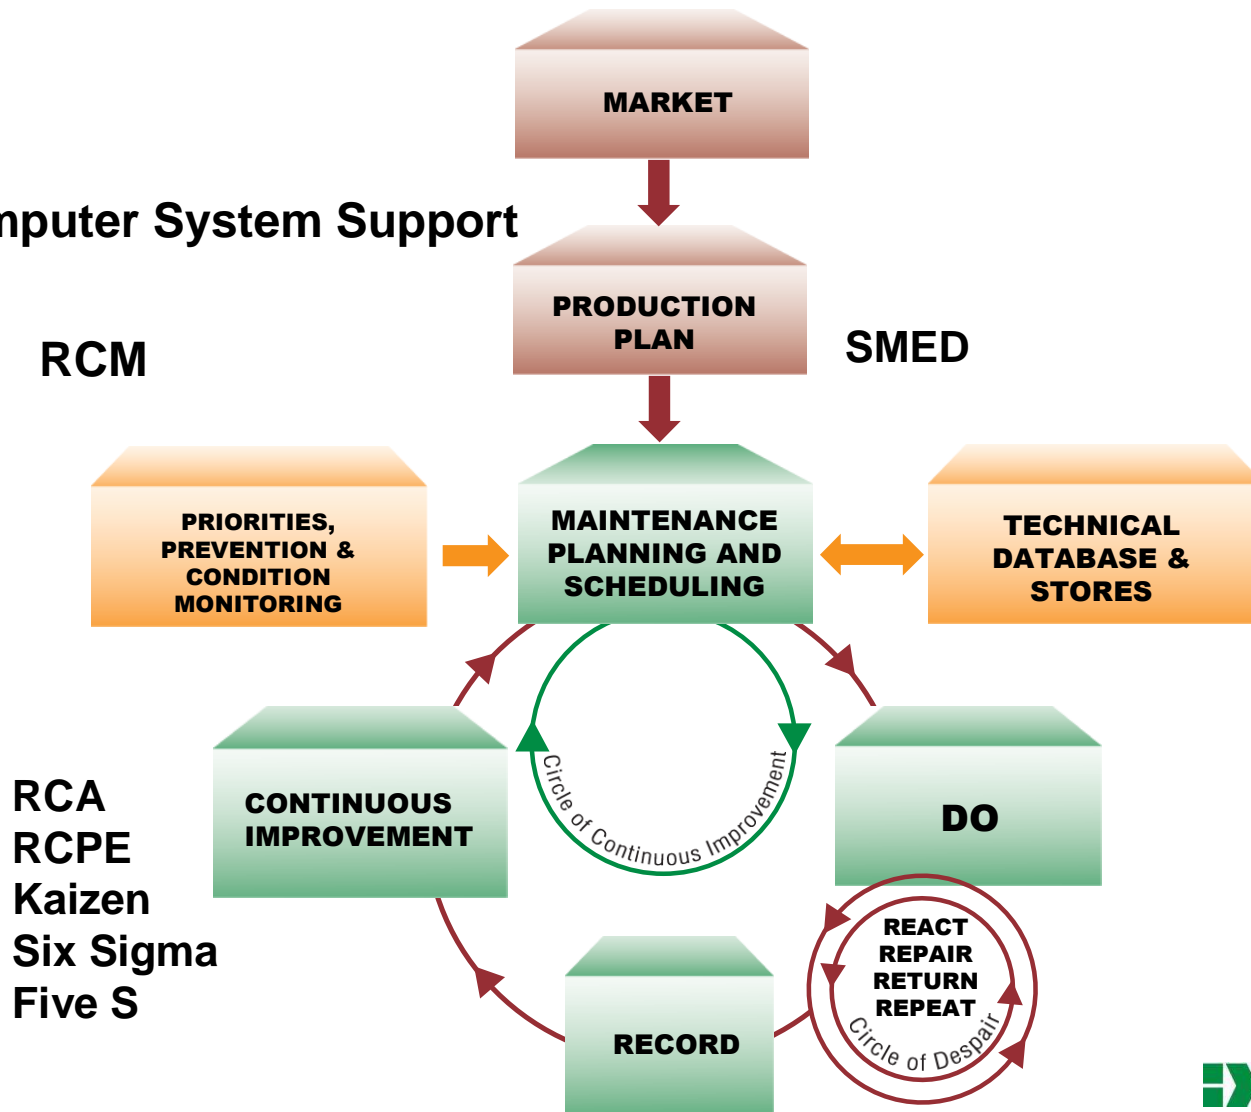 MARKET
mputer System Support
PRODUCTION
PLAN
RCM
SMED
PRIORITIES,
PREVENTION &
CONDITION
MONITORING
MAINTENANCE
PLANNING AND
SCHEDULING
TECHNICAL
DATABASE &
STORES
Circle of Continuous Improvement
CONTINUOUS
IMPROVEMENT
DO
RCA
RCPE
Kaizen
Six Sigma
Five S
REACT
REPAIR
RETURN
REPEAT
Circle of Despair
RECORD